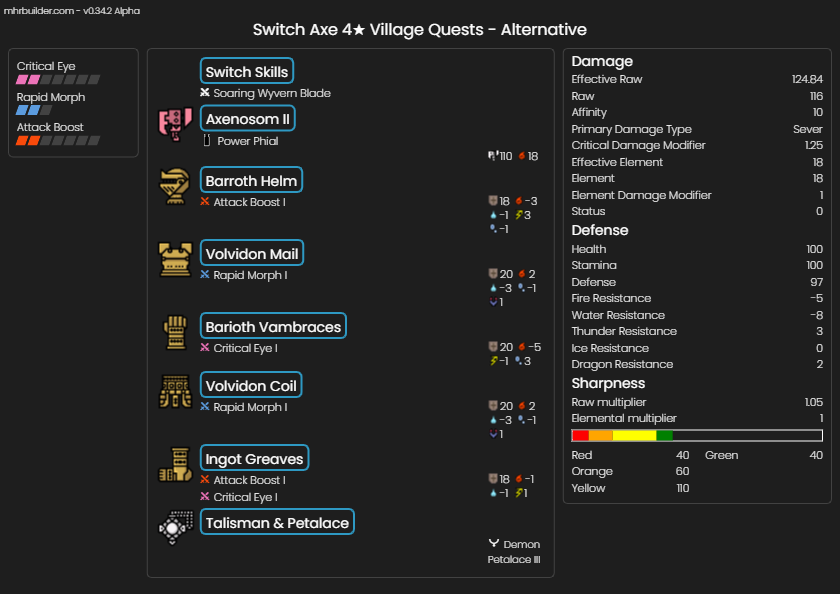 mhrbuilder.com - v0.34.2 Alpha
Switch Axe 4★ Village Quests - Alternative
Critical Eye
Rapid Morph
Attack Boost
Switch Skills
Soaring Wyvern Blade
Axenosom II
Power Phial
110 18
Barroth Helm
Attack Boost I
18 -3
-1 3
-1
Volvidon Mail
Rapid Morph I
20 2
-3 -1
1
Barioth Vambraces
Critical Eye I
20 -5
-1 3
Volvidon Coil
Rapid Morph I
20 2
-3 -1
1
Ingot Greaves
Attack Boost I
Critical Eye I
18 -1
-1 1
Talisman & Petalace
Demon
Petalace III
Damage
Effective Raw 124.84
Raw 116
Affinity 10
Primary Damage Type Sever
Critical Damage Modifier 1.25
Effective Element 18
Element 18
Element Damage Modifier 1
Status 0
Defense
Health 100
Stamina 100
Defense 97
Fire Resistance -5
Water Resistance -8
Thunder Resistance 3
Ice Resistance 0
Dragon Resistance 2
Sharpness
Raw multiplier 1.05
Elemental multiplier 1
Red 40 Green 40
Orange 60
Yellow 110